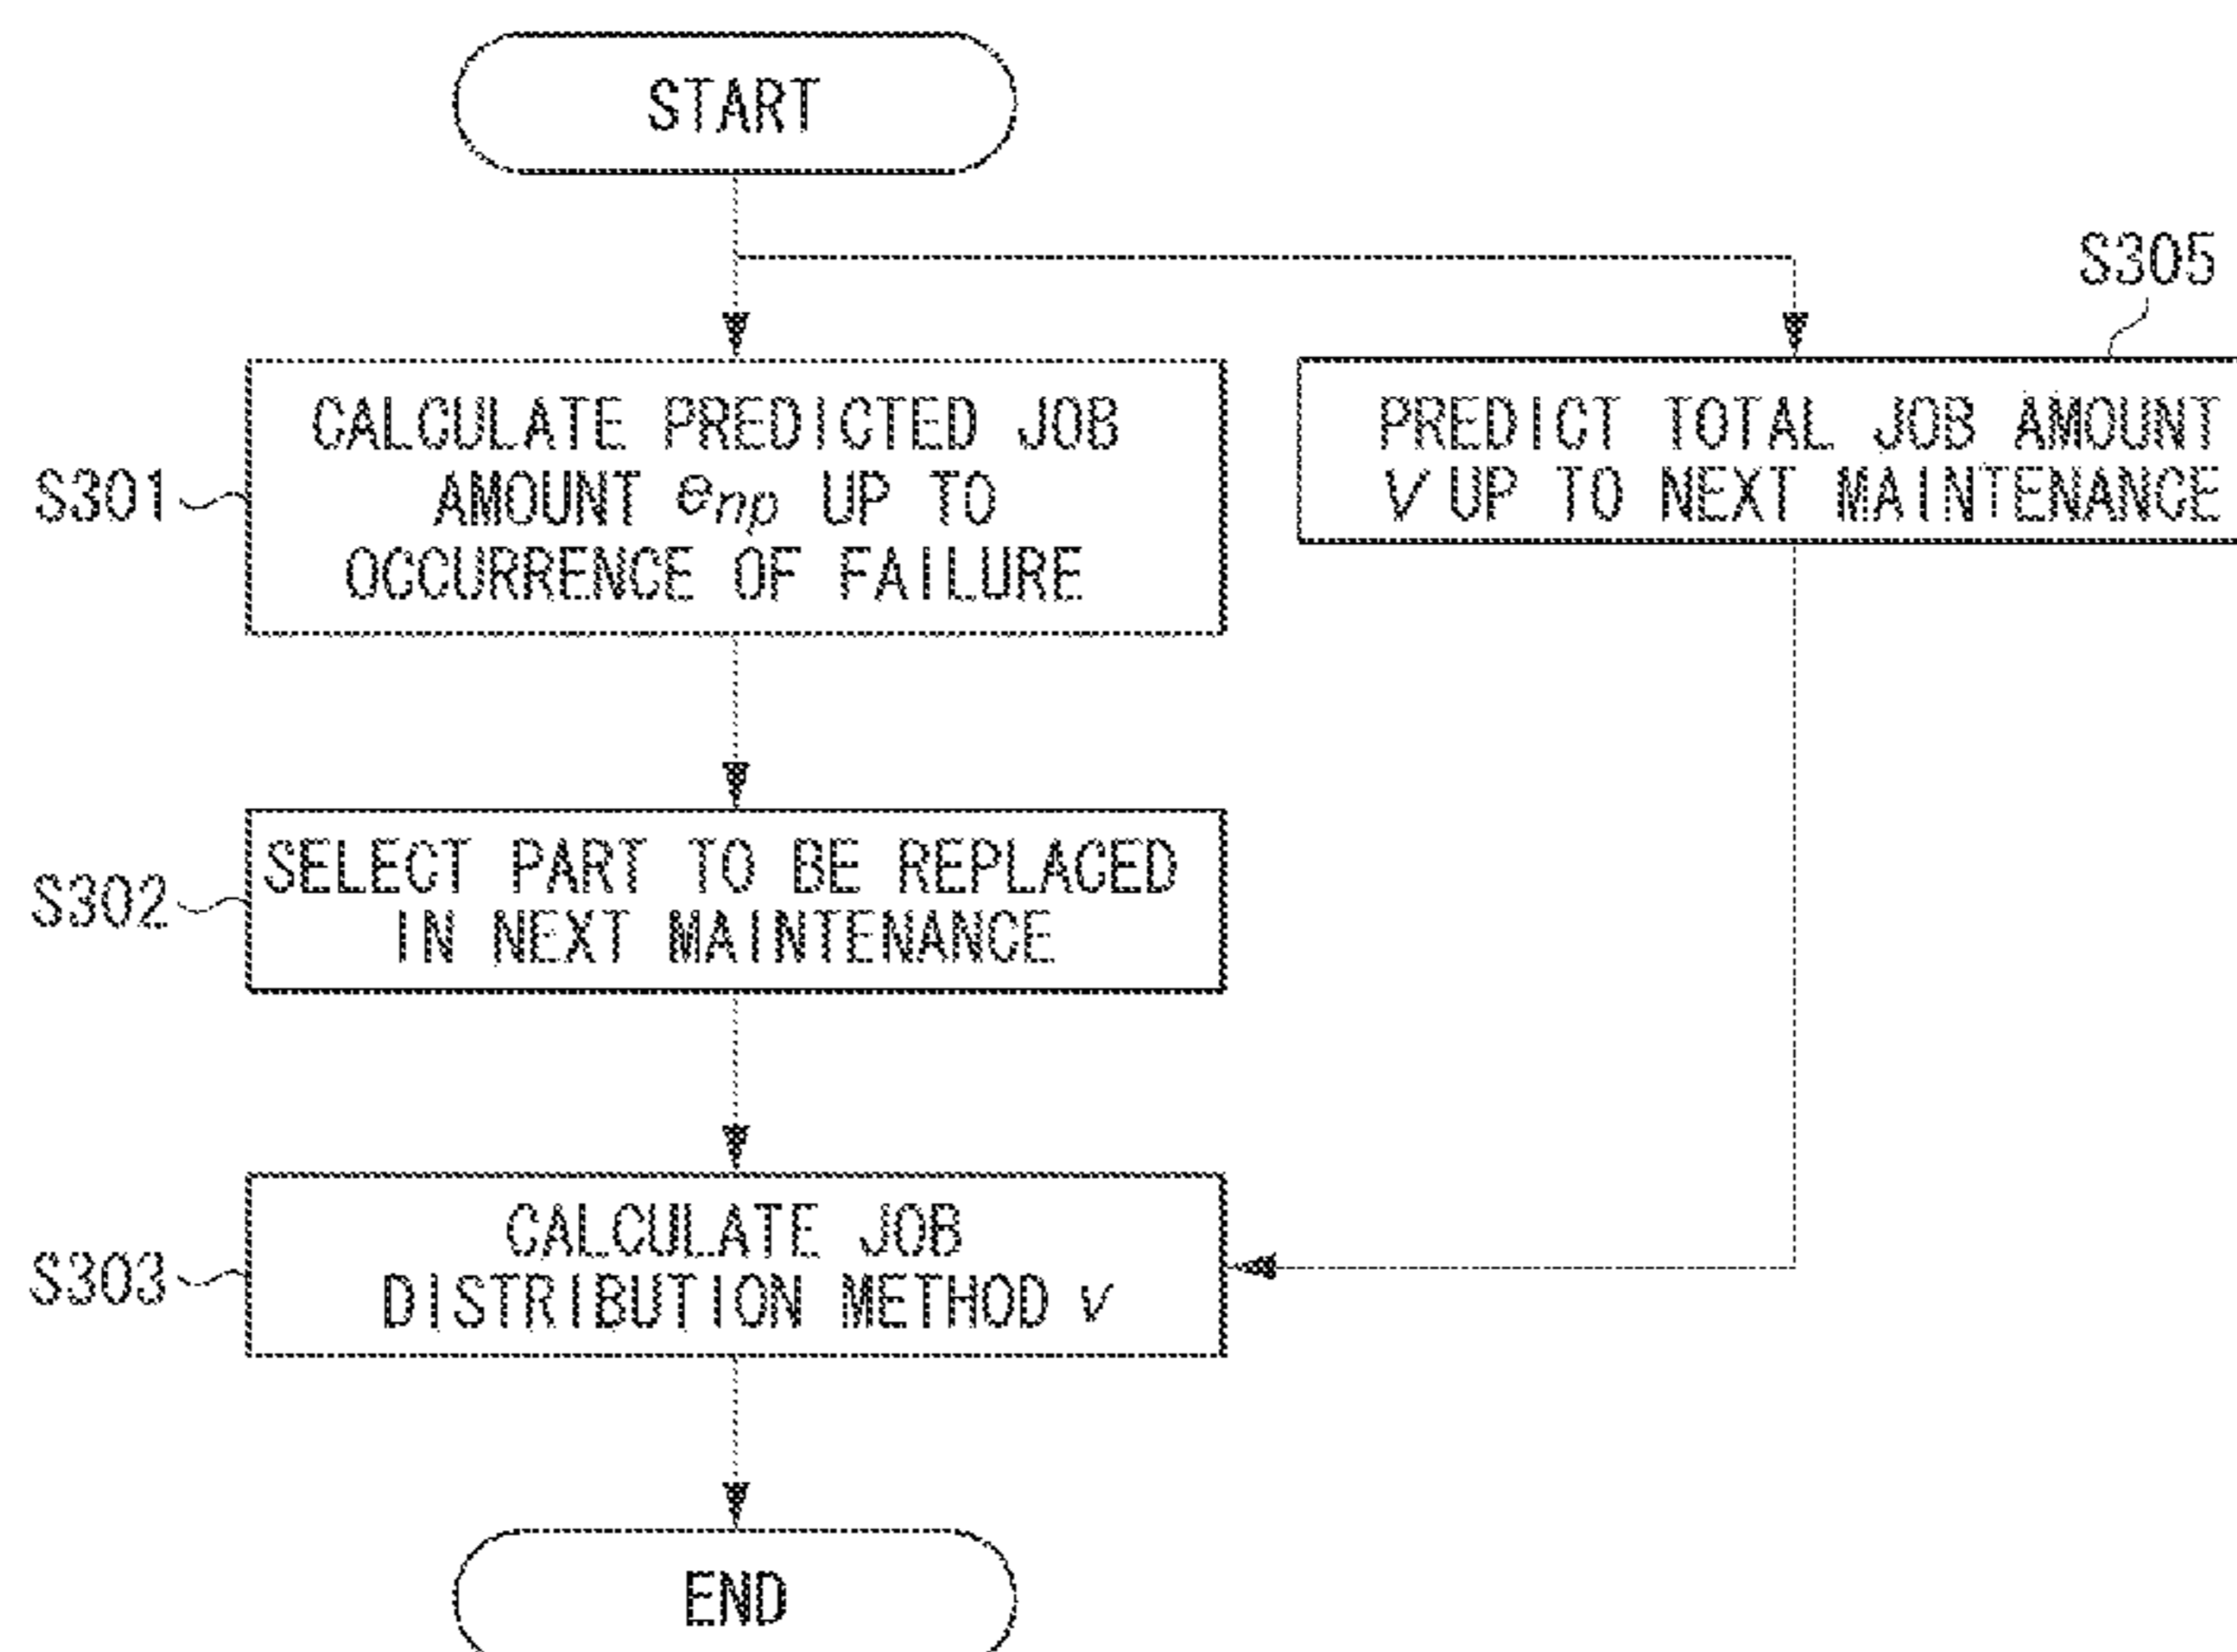 START
S305
S301
CALCULATE PREDICTED JOB
AMOUNT enp UP TO
OCCURRENCE OF FAILURE
PREDICT TOTAL JOB AMOUNT
V UP TO NEXT MAINTENANCE
S302
SELECT PART TO BE REPLACED
IN NEXT MAINTENANCE
S303
CALCULATE JOB
DISTRIBUTION METHOD v
END